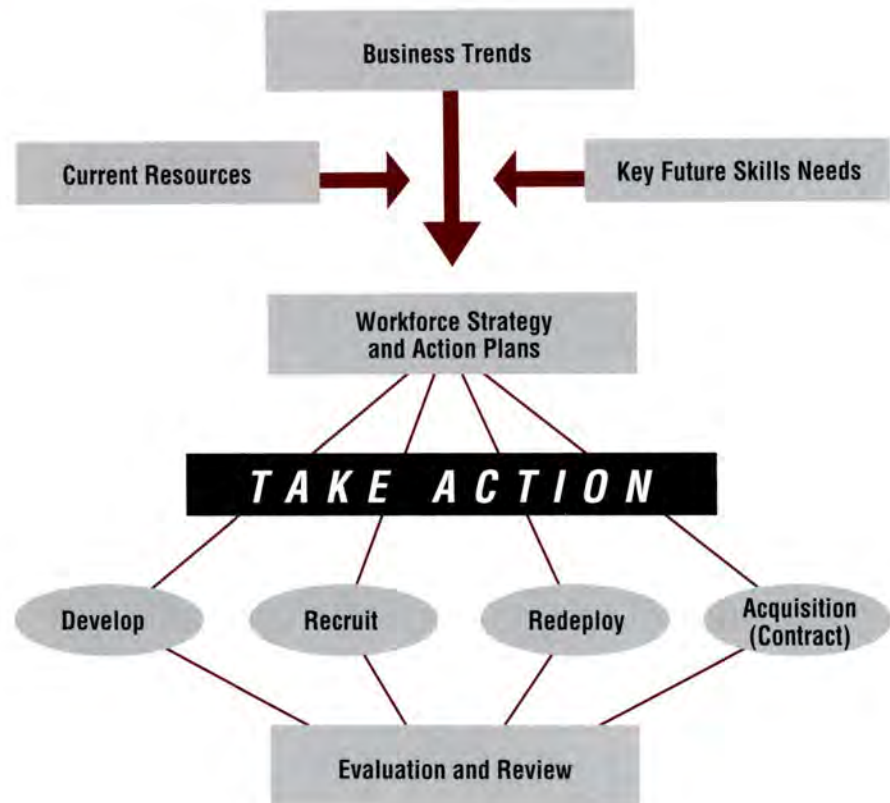 Business Trends
Current Resources
Key Future Skills Needs
Workforce Strategy
and Action Plans
TAKE ACTION
Develop
Recruit
Redeploy
Acquisition
(Contract)
Evaluation and Review